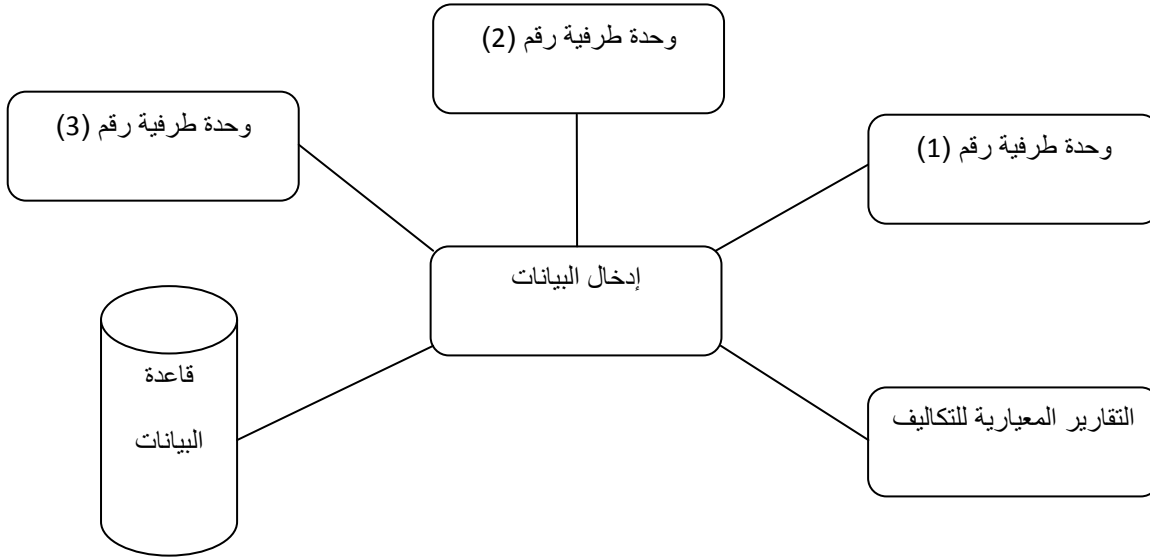 وحدة طرفية رقم (2)
وحدة طرفية رقم (1)
وحدة طرفية رقم (3)
إدخال البيانات
التقارير المعيارية للتكاليف
قاعدة
البيانات